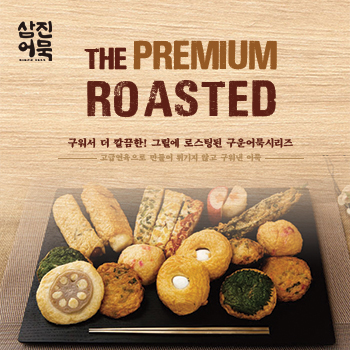 삼진
어묵
SINCE 1953
THE PREMIUM
ROASTED
구워서 더 깔끔한! 그릴에 로스팅된 구운어묵시리즈
고급연육으로 만들어 튀기지 않고 구워낸 어묵